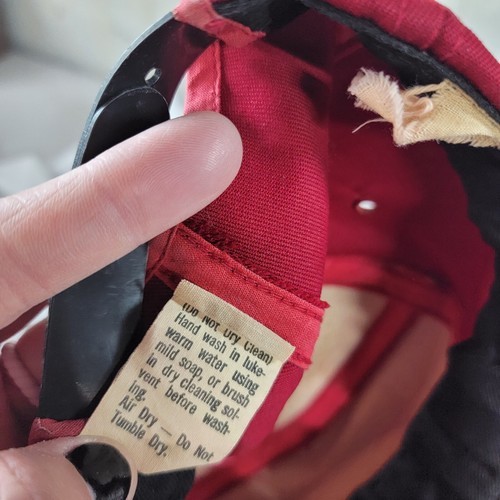 (Do Not Dry Clean)
Hand wash in luke-
warm water using
mild soap, or brush
in dry cleaning sol-
vent before wash-
ing.
Air Dry — Do Not
Tumble Dry.